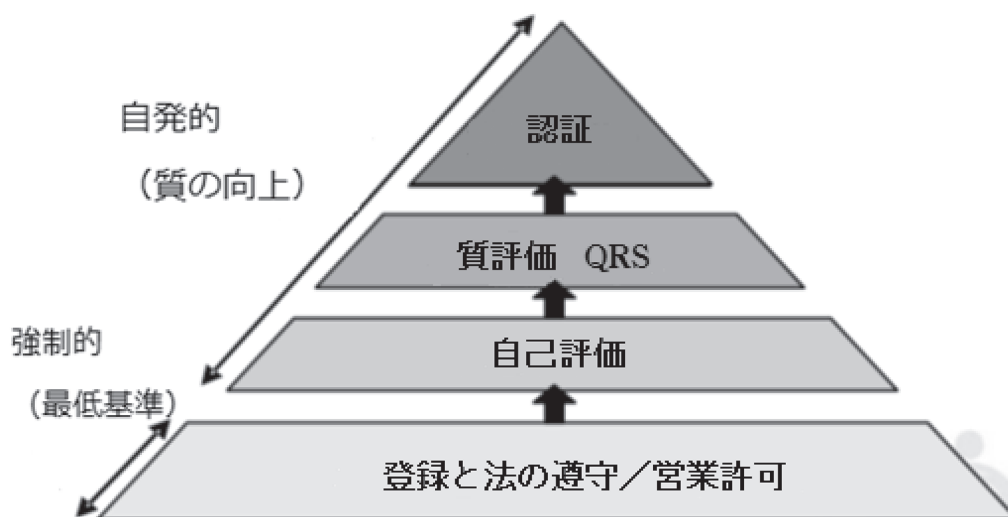 自発的
（質の向上）
認証
質評価 QRS
強制的
（最低基準）
自己評価
登録と法の遵守／営業許可